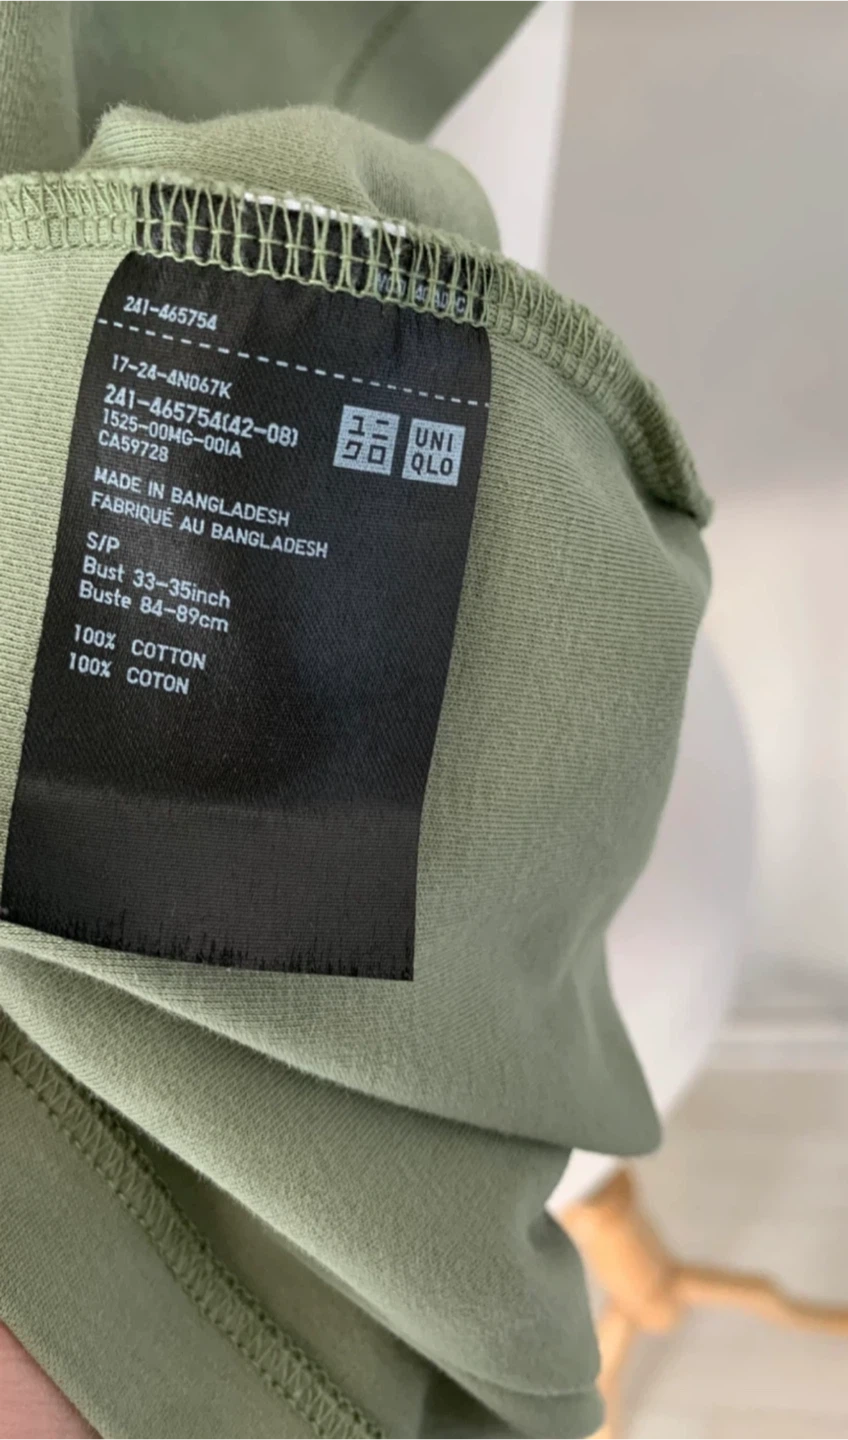 241-465754
17-24-4N067K
241-465754(42-08)
1525-00MG-00IA
CA59728
ユニ
クロ
UNI
QLO
MADE IN BANGLADESH
FABRIQUÉ AU BANGLADESH
S/P
Bust 33-35inch
Buste 84-89cm
100% COTTON
100% COTON